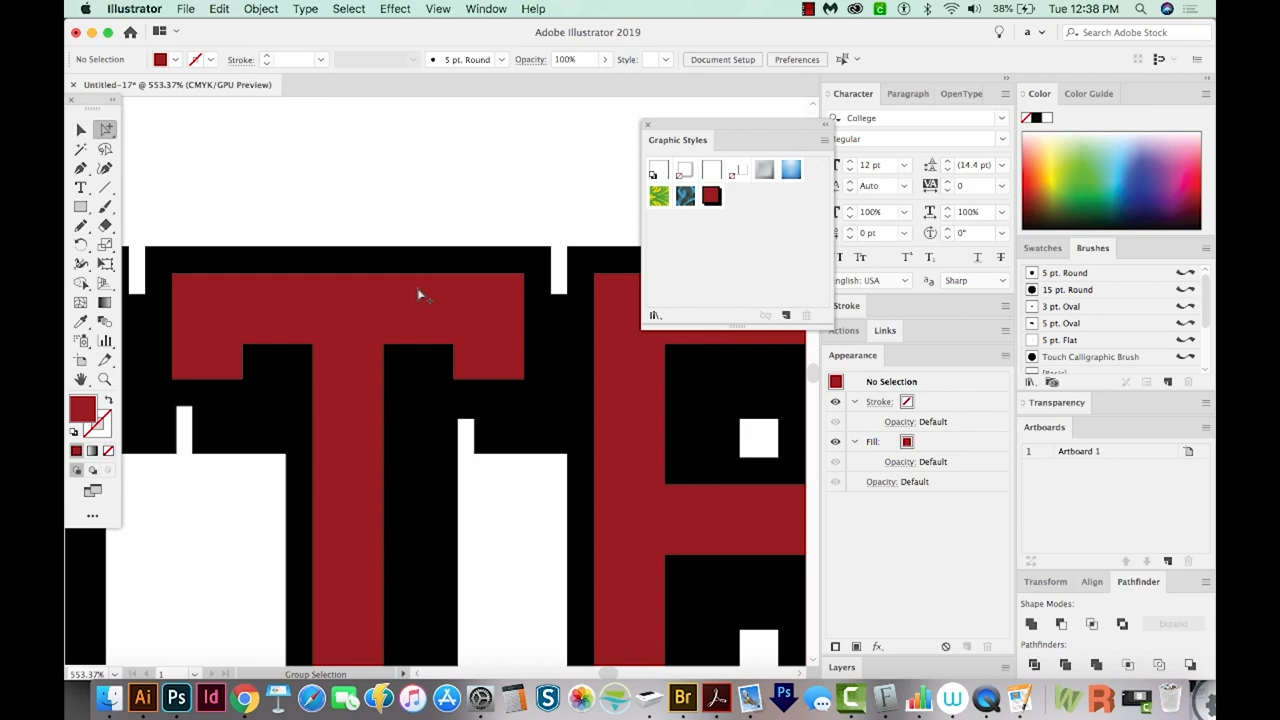 Illustrator File Edit Object Type Select Effect View Window Help
38% Tue 12:38 PM
Adobe Illustrator 2019
a
Search Adobe Stock
No Selection
Stroke:
5 pt. Round
Opacity: 100%
Style:
Document Setup
Preferences
Untitled-17* @ 553.37% (CMYK/GPU Preview)
Graphic Styles
Character Paragraph OpenType
College
Regular
12 pt
(14.4 pt)
Auto
0
100%
100%
0 pt
0°
English: USA
Sharp
Stroke
Actions Links
Appearance
No Selection
Stroke:
Opacity: Default
Fill:
Opacity: Default
Opacity: Default
Color Color Guide
Swatches Brushes
5 pt. Round
15 pt. Round
3 pt. Oval
5 pt. Oval
5 pt. Flat
Touch Calligraphic Brush
Transparency
Artboards
1 Artboard 1
Transform Align Pathfinder
Shape Modes:
Expand
Pathfinders:
Layers
553.37%
1
Group Selection
Ai Ps Id Br Ps